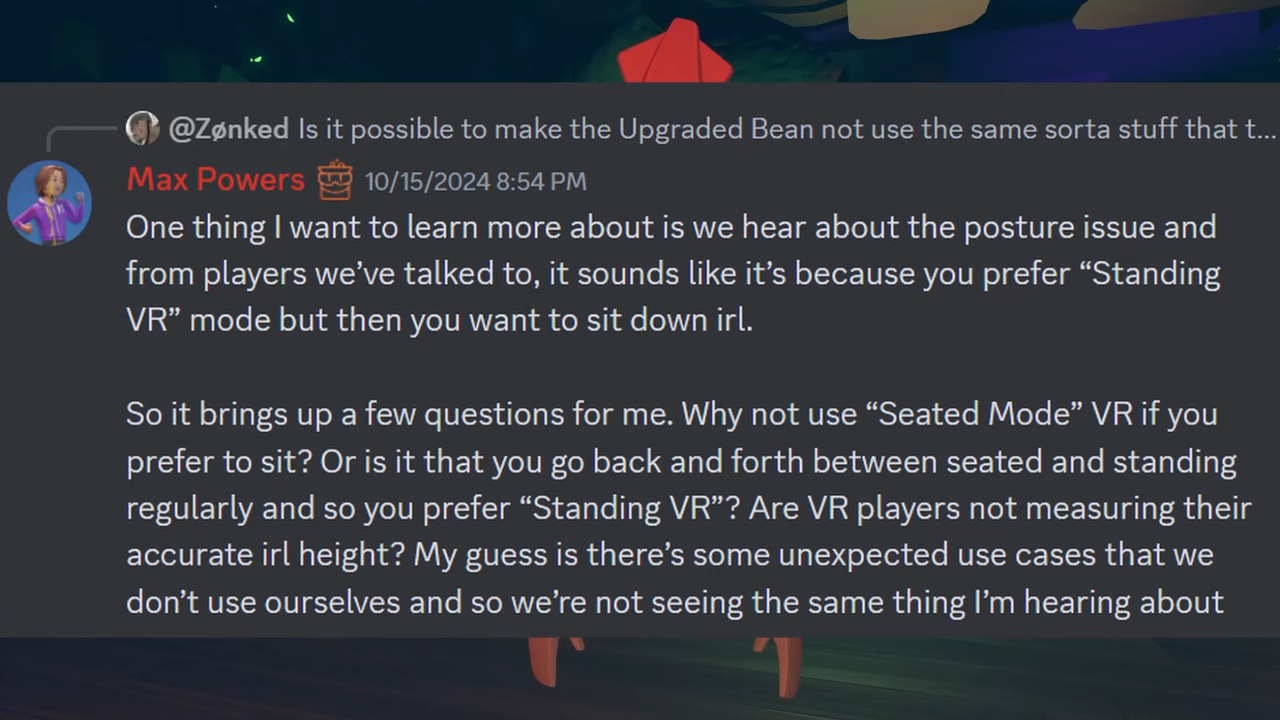 @Zønked Is it possible to make the Upgraded Bean not use the same sorta stuff that t...
Max Powers 10/15/2024 8:54 PM
One thing I want to learn more about is we hear about the posture issue and
from players we’ve talked to, it sounds like it’s because you prefer “Standing
VR” mode but then you want to sit down irl.
So it brings up a few questions for me. Why not use “Seated Mode” VR if you
prefer to sit? Or is it that you go back and forth between seated and standing
regularly and so you prefer “Standing VR”? Are VR players not measuring their
accurate irl height? My guess is there’s some unexpected use cases that we
don’t use ourselves and so we’re not seeing the same thing I’m hearing about